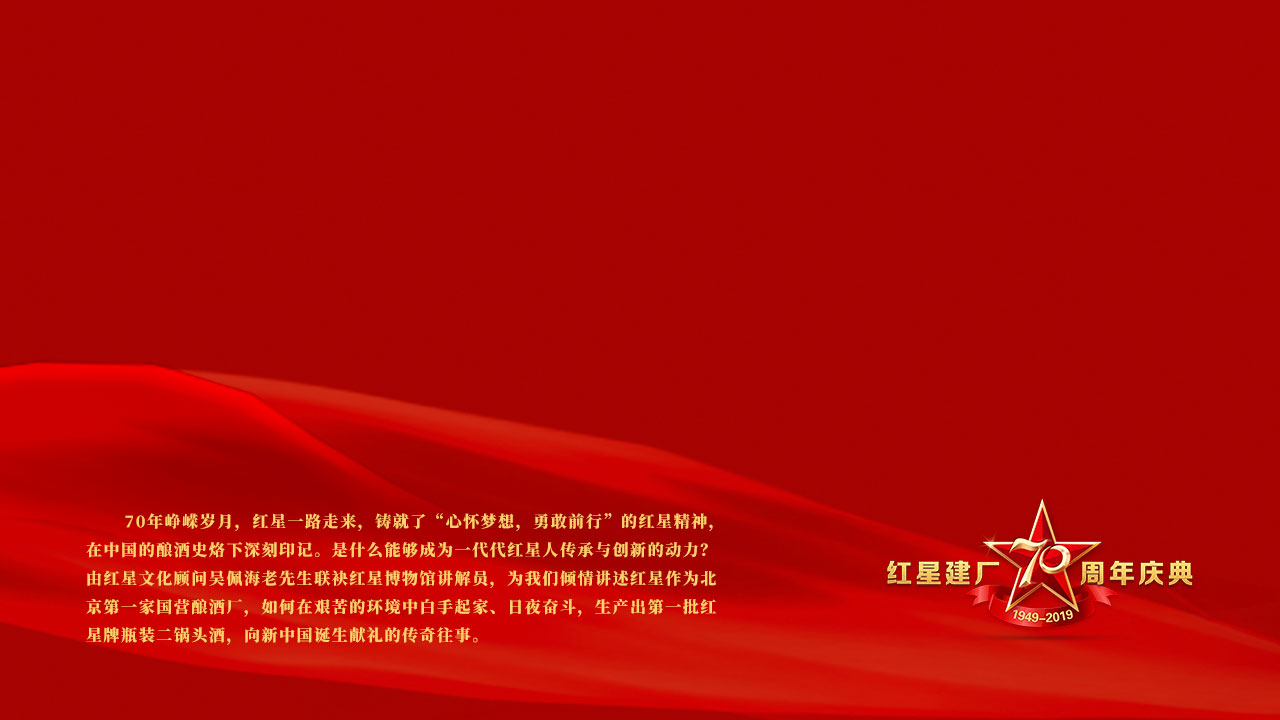 70年峥嵘岁月，红星一路走来，铸就了“心怀梦想，勇敢前行”的红星精神，
在中国的酿酒史烙下深刻印记。是什么能够成为一代代红星人传承与创新的动力？
由红星文化顾问吴佩海老先生联袂红星博物馆讲解员，为我们倾情讲述红星作为北
京第一家国营酿酒厂，如何在艰苦的环境中白手起家、日夜奋斗，生产出第一批红
星牌瓶装二锅头酒，向新中国诞生献礼的传奇往事。
红星建厂70周年庆典
1949-2019